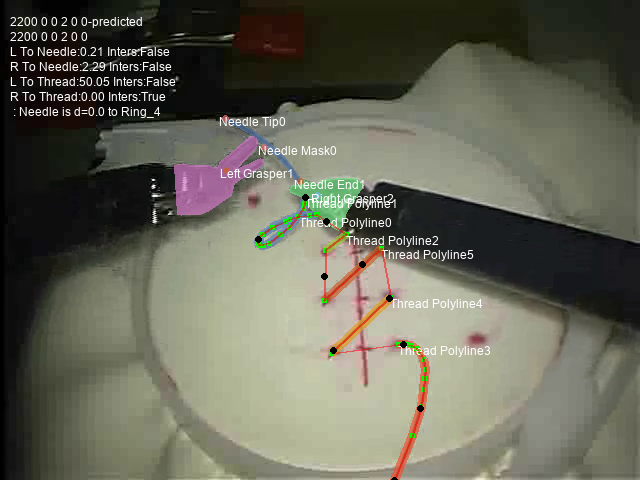 2200 0 0 2 0 0-predicted
2200 0 0 2 0 0
L To Needle:0.21 Inters:False
R To Needle:2.29 Inters:False
L To Thread:50.05 Inters:False
R To Thread:0.00 Inters:True
: Needle is d=0.0 to Ring_4
Needle Tip0
Needle Mask0
Left Grasper1
Needle End1
Right Grasper2
Thread Polyline1
Thread Polyline0
Thread Polyline2
Thread Polyline5
Thread Polyline4
Thread Polyline3